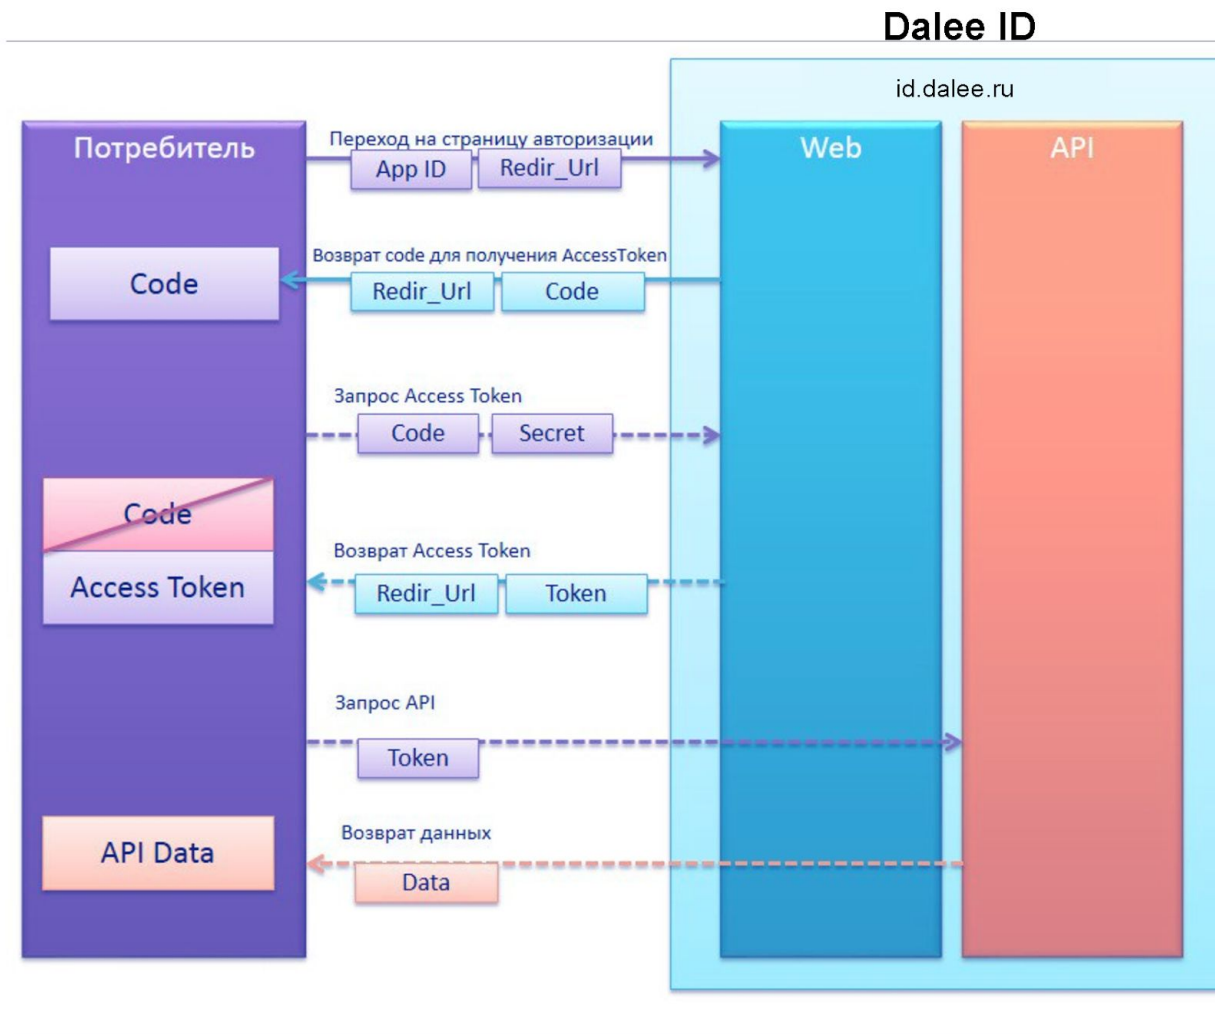 Dalee ID
id.dalee.ru
Потребитель
Переход на страницу авторизации
Web
API
App ID
Redir_Url
Возврат code для получения AccessToken
Code
Redir_Url
Code
Запрос Access Token
Code
Secret
Code
Возврат Access Token
Access Token
Redir_Url
Token
Запрос API
Token
Возврат данных
API Data
Data